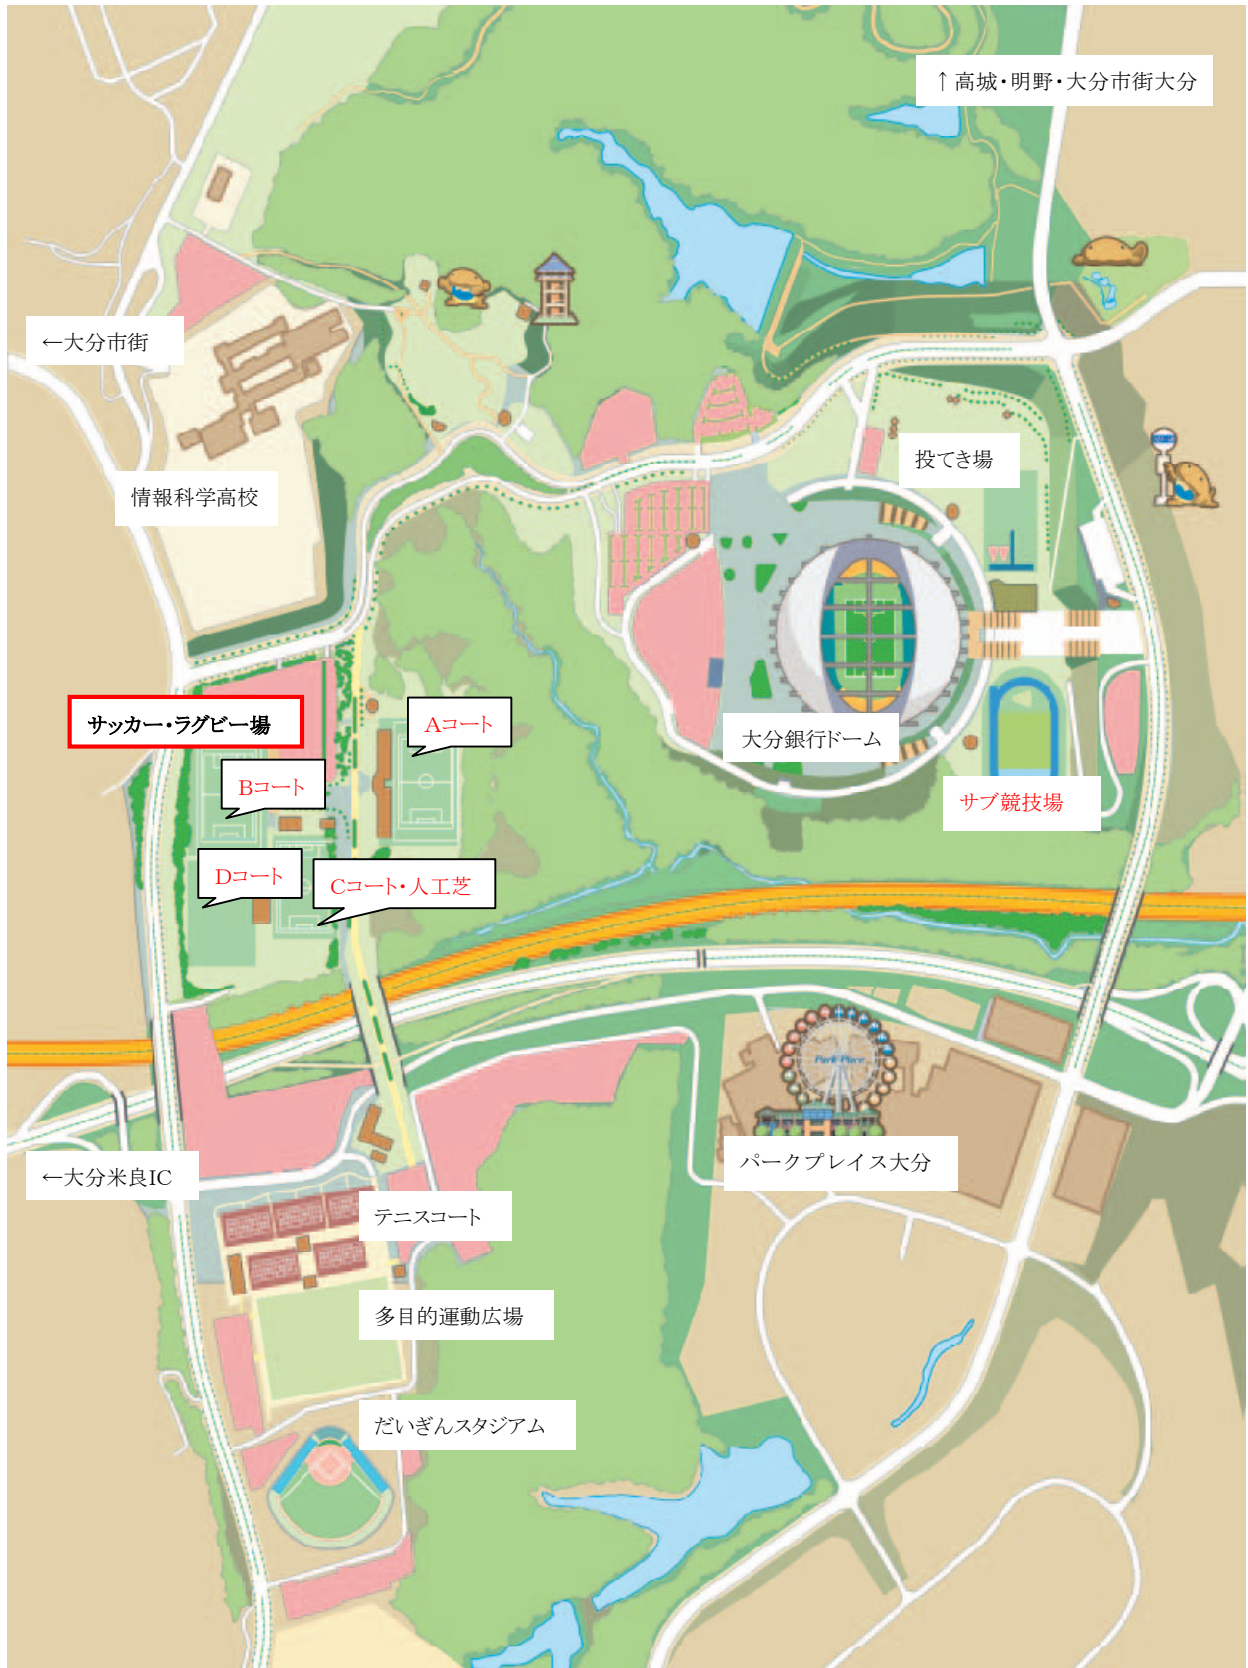 ↑高城・明野・大分市街大分
←大分市街
投てき場
情報科学高校
サッカー・ラグビー場
Aコート
大分銀行ドーム
Bコート
サブ競技場
Dコート
Cコート・人工芝
Park Place
←大分米良IC
パークプレイス大分
テニスコート
多目的運動広場
だいぎんスタジアム